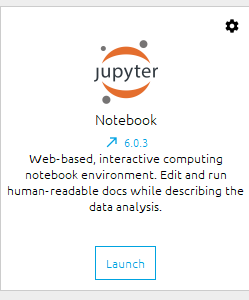 jupyter
Notebook
6.0.3
Web-based, interactive computing
notebook environment. Edit and run
human-readable docs while describing the
data analysis.
Launch